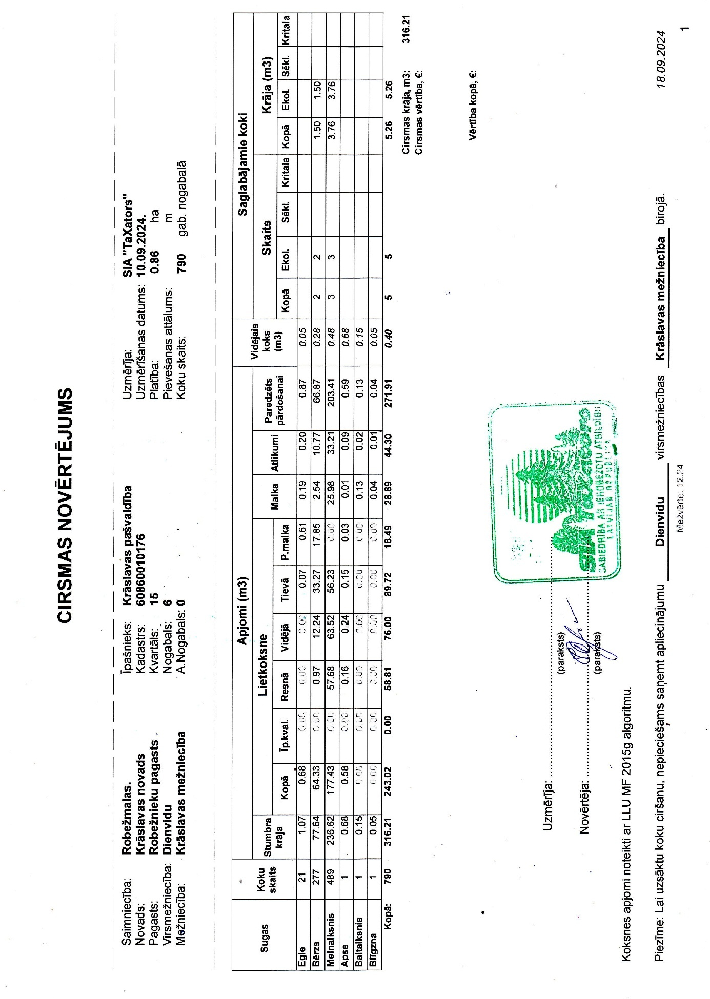 CIRSMAS NOVĒRTĒJUMS
Saimniecība: Robežmalas. Īpašnieks: Krāslavas pašvaldība Uzmērīja: SIA "TaXators"
Novads: Krāslavas novads Kadastrs: 60860010176 Uzmērīšanas datums: 10.09.2024.
Pagasts: Robežnieku pagasts . Kvartāls: 15 Platība: 0.86 ha
Virsmežniecība: Dienvidu Nogabals: 6 Pievešanas attālums: m
Mežniecība: Krāslavas mežniecība A.Nogabals: 0 Koku skaits: 790 gab. nogabalā
Sugas Koku skaits Apjomi (m3) Vidējais koks (m3) Saglabājamie koki
Stumbra krāja Lietkoksne Malka Atlikumi Paredzēts pārdošanai Skaits Krāja (m3)
Kopā Īp.kval. Resnā Vidējā Tievā P.malka Kopā Ekol. Sēkl. Kritala Kopā Ekol. Sēkl. Kritala
Egle 21 1.07 0.68 0.00 0.00 0.00 0.07 0.61 0.19 0.20 0.87 0.05
Bērzs 277 77.64 64.33 0.00 0.97 12.24 33.27 17.85 2.54 10.77 66.87 0.28 2 2 1.50 1.50
Melnalksnis 489 236.62 177.43 0.00 57.68 63.52 56.23 0.00 25.98 33.21 203.41 0.48 3 3 3.76 3.76
Apse 1 0.68 0.58 0.00 0.16 0.24 0.15 0.03 0.01 0.09 0.59 0.68
Baltalksnis 1 0.15 0.00 0.00 0.00 0.00 0.00 0.00 0.13 0.02 0.13 0.15
Blīgzna 1 0.05 0.00 0.00 0.00 0.00 0.00 0.00 0.04 0.01 0.04 0.05
Kopā: 790 316.21 243.02 0.00 58.81 76.00 89.72 18.49 28.89 44.30 271.91 0.40 5 5 5.26 5.26
Cirsmas krāja, m3: 316.21
Cirsmas vērtība, €:
Vērtība kopā, €:
Uzmērīja:
(paraksts)
Novērtēja:
(paraksts)
SIA Taxators
SABIEDRĪBA AR IEROBEŽOTU ATBILDĪBU
LATVIJAS REPUBLIKA
Koksnes apjomi noteikti ar LLU MF 2015g algoritmu.
Piezīme: Lai uzsāktu koku ciršanu, nepieciešams saņemt apliecinājumu Dienvidu virsmežniecības Krāslavas mežniecība birojā.
18.09.2024
Mežvērte: 12.24
1